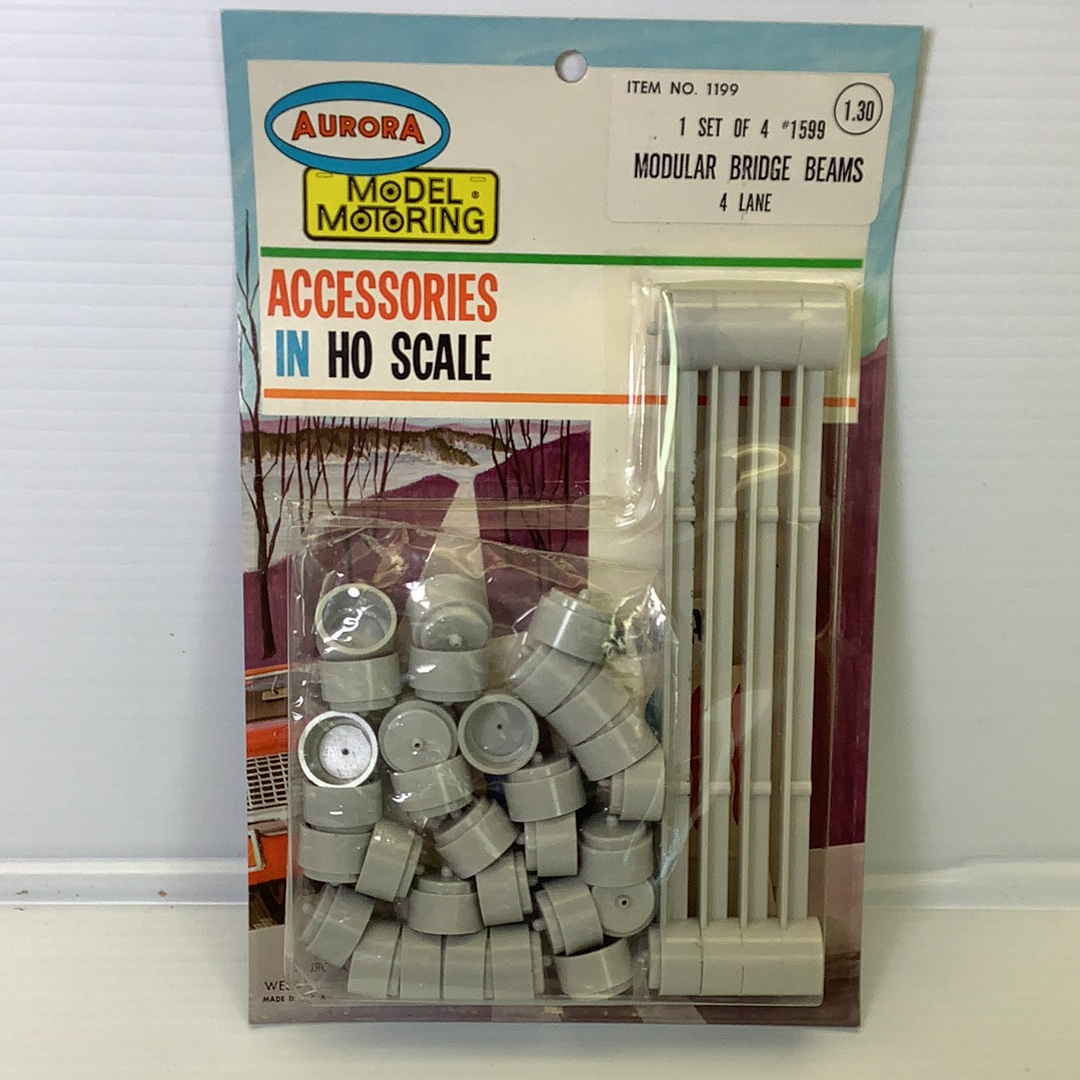 AURORA
MODEL
MOTORING
ITEM NO. 1199
1.30
1 SET OF 4 #1599
MODULAR BRIDGE BEAMS
4 LANE
ACCESSORIES
IN HO SCALE